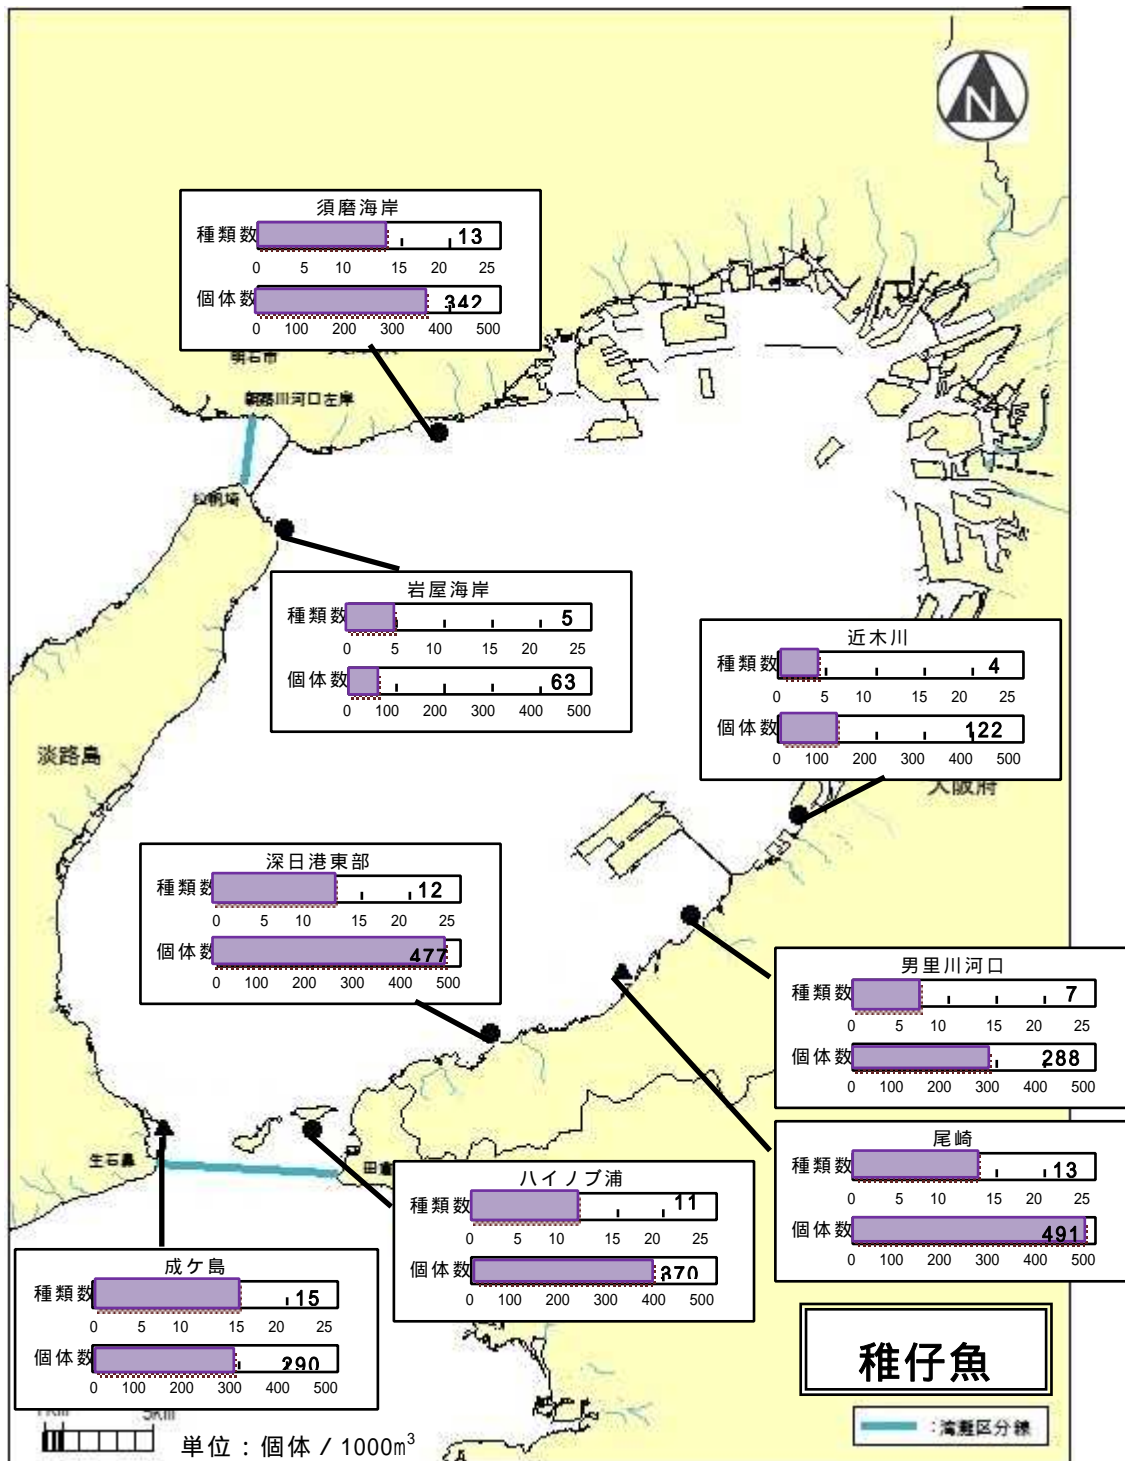 N
須磨海岸
種類数 13
0 5 10 15 20 25
個体数 342
0 100 200 300 400 500
明石市
朝霧川河口左岸
松帆埼
岩屋海岸
種類数 5
0 5 10 15 20 25
個体数 63
0 100 200 300 400 500
近木川
種類数 4
0 5 10 15 20 25
個体数 122
0 100 200 300 400 500
淡路島
大阪府
深日港東部
種類数 12
0 5 10 15 20 25
個体数 477
0 100 200 300 400 500
男里川河口
種類数 7
0 5 10 15 20 25
個体数 288
0 100 200 300 400 500
尾崎
種類数 13
0 5 10 15 20 25
個体数 491
0 100 200 300 400 500
生石鼻
田倉
ハイノブ浦
種類数 11
0 5 10 15 20 25
個体数 370
0 100 200 300 400 500
成ケ島
種類数 15
0 5 10 15 20 25
個体数 290
0 100 200 300 400 500
稚仔魚
1km 5km
単位：個体 / 1000m³
：湾灘区分線